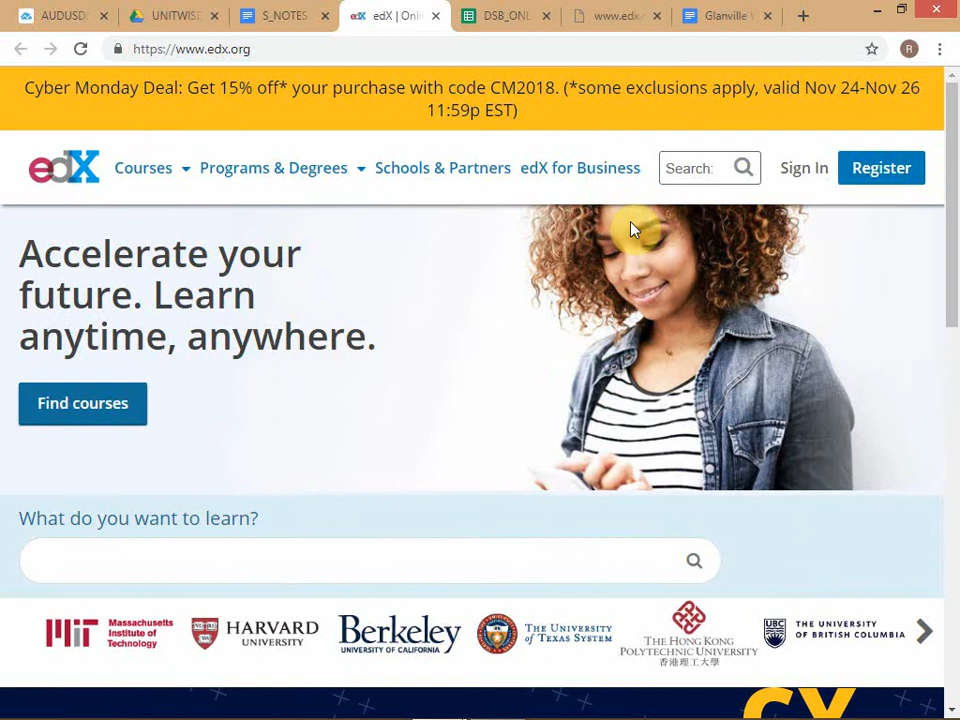 AUDUSD:
UNITWISE
S_NOTES
edX | Onli
DSB_ONL
www.edx.
Glanville
https://www.edx.org
R
Cyber Monday Deal: Get 15% off* your purchase with code CM2018. (*some exclusions apply, valid Nov 24-Nov 26
11:59p EST)
edX
Courses
Programs & Degrees
Schools & Partners
edX for Business
Search:
Sign In
Register
Accelerate your
future. Learn
anytime, anywhere.
Find courses
What do you want to learn?
MIT Massachusetts
Institute of
Technology
HARVARD
UNIVERSITY
Berkeley
UNIVERSITY OF CALIFORNIA
THE UNIVERSITY
OF TEXAS SYSTEM
THE HONG KONG
POLYTECHNIC UNIVERSITY
香港理工大學
UBC
THE UNIVERSITY
OF BRITISH COLUMBIA
CY